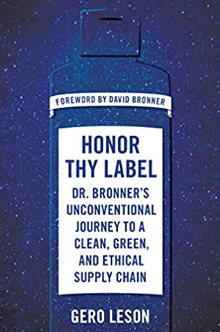 FOREWORD BY DAVID BRONNER
HONOR
THY LABEL
DR. BRONNER'S
UNCONVENTIONAL
JOURNEY TO A
CLEAN, GREEN,
AND ETHICAL
SUPPLY CHAIN
GERO LESON